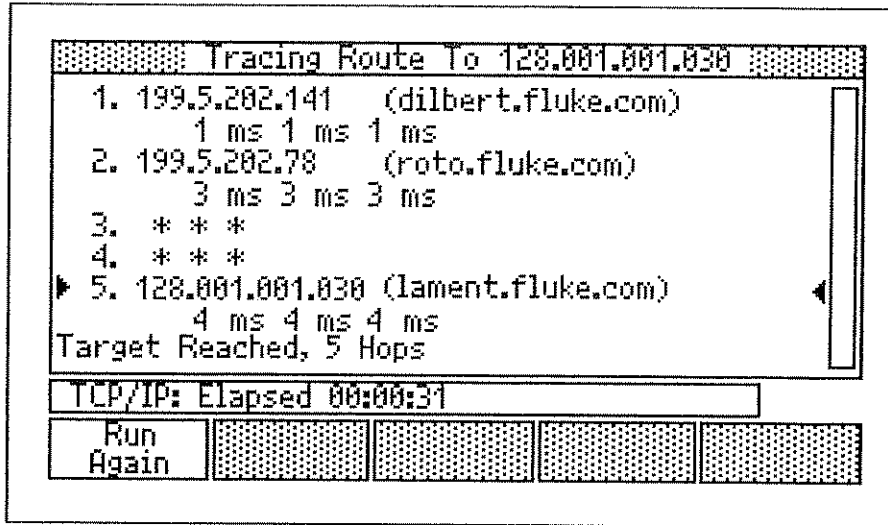 Tracing Route To 128.001.001.030
1. 199.5.202.141 (dilbert.fluke.com)
1 ms 1 ms 1 ms
2. 199.5.202.78 (roto.fluke.com)
3 ms 3 ms 3 ms
3. * * *
4. * * *
5. 128.001.001.030 (lament.fluke.com)
4 ms 4 ms 4 ms
Target Reached, 5 Hops
TCP/IP: Elapsed 00:00:31
Run
Again